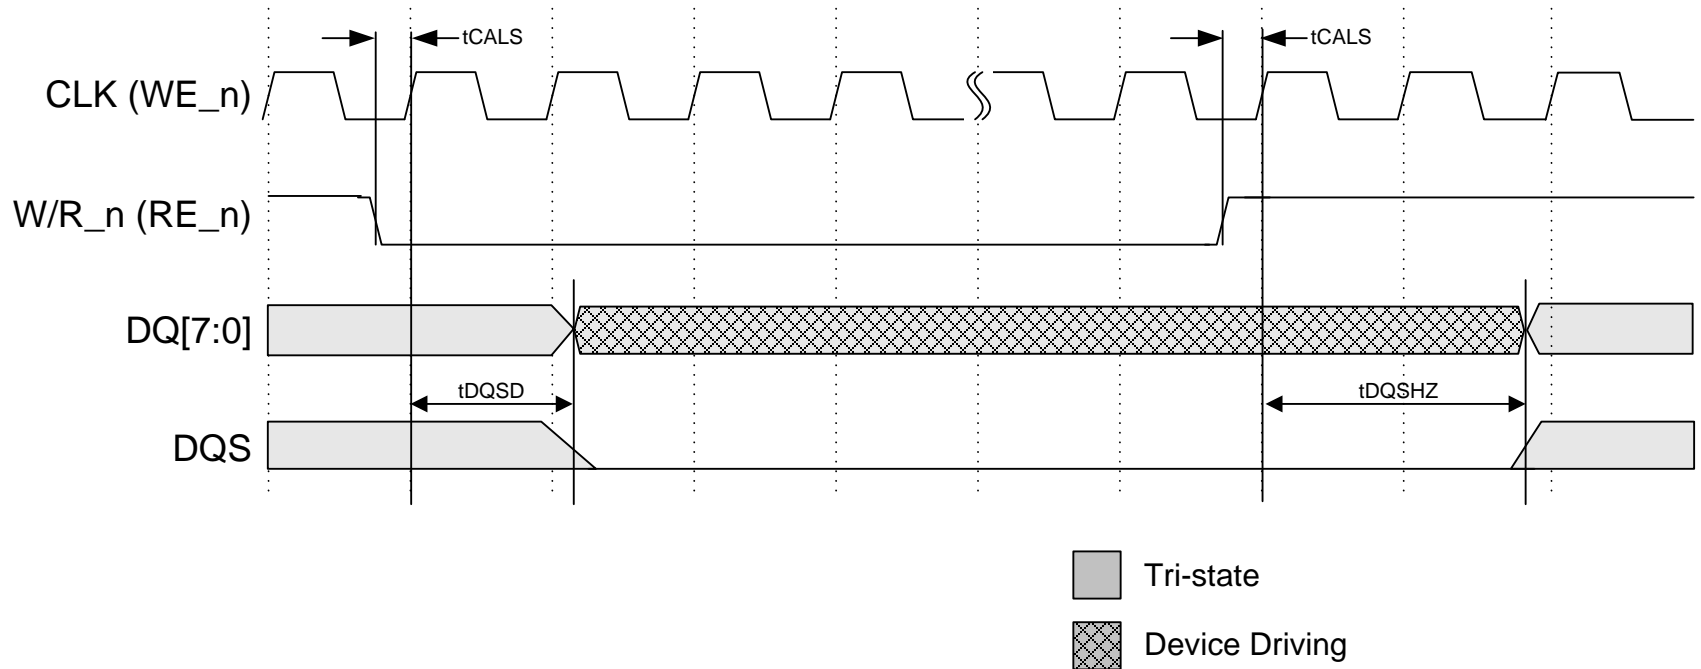 tCALS
tCALS
CLK (WE_n)
W/R_n (RE_n)
DQ[7:0]
tDQSD
tDQSHZ
DQS
Tri-state
Device Driving